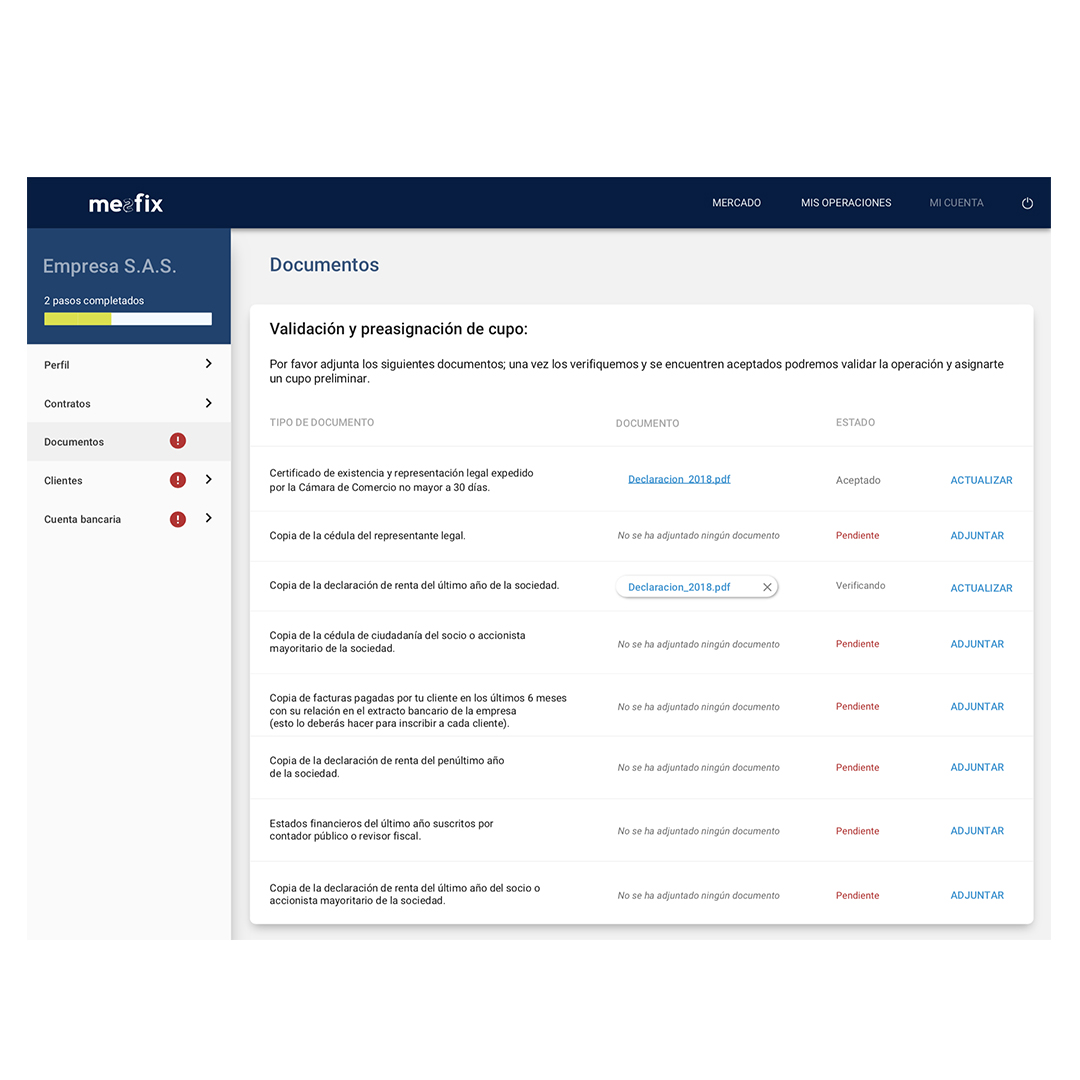 mesfix
MERCADO
MIS OPERACIONES
MI CUENTA
Empresa S.A.S.
2 pasos completados
Perfil
Contratos
Documentos
Clientes
Cuenta bancaria
Documentos
Validación y preasignación de cupo:
Por favor adjunta los siguientes documentos; una vez los verifiquemos y se encuentren aceptados podremos validar la operación y asignarte
un cupo preliminar.
TIPO DE DOCUMENTO
DOCUMENTO
ESTADO
Certificado de existencia y representación legal expedido
por la Cámara de Comercio no mayor a 30 días.
Declaracion_2018.pdf
Aceptado
ACTUALIZAR
Copia de la cédula del representante legal.
No se ha adjuntado ningún documento
Pendiente
ADJUNTAR
Copia de la declaración de renta del último año de la sociedad.
Declaracion_2018.pdf
Verificando
ACTUALIZAR
Copia de la cédula de ciudadanía del socio o accionista
mayoritario de la sociedad.
No se ha adjuntado ningún documento
Pendiente
ADJUNTAR
Copia de facturas pagadas por tu cliente en los últimos 6 meses
con su relación en el extracto bancario de la empresa
(esto lo deberás hacer para inscribir a cada cliente).
No se ha adjuntado ningún documento
Pendiente
ADJUNTAR
Copia de la declaración de renta del penúltimo año
de la sociedad.
No se ha adjuntado ningún documento
Pendiente
ADJUNTAR
Estados financieros del último año suscritos por
contador público o revisor fiscal.
No se ha adjuntado ningún documento
Pendiente
ADJUNTAR
Copia de la declaración de renta del último año del socio o
accionista mayoritario de la sociedad.
No se ha adjuntado ningún documento
Pendiente
ADJUNTAR